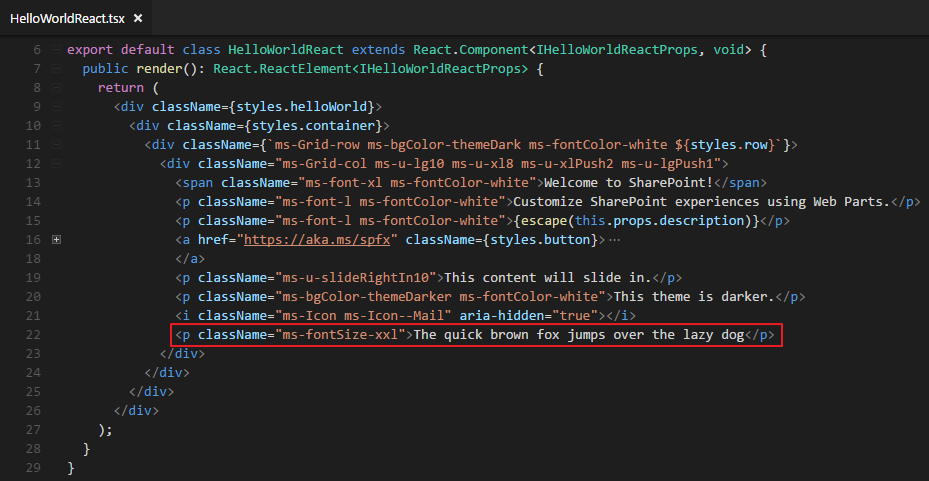 HelloWorldReact.tsx ×
6 export default class HelloWorldReact extends React.Component<IHelloWorldReactProps, void> {
7 public render(): React.ReactElement<IHelloWorldReactProps> {
8 return (
9 <div className={styles.helloWorld}>
10 <div className={styles.container}>
11 <div className={`ms-Grid-row ms-bgColor-themeDark ms-fontColor-white ${styles.row}`}>
12 <div className="ms-Grid-col ms-u-lg10 ms-u-xl8 ms-u-xlPush2 ms-u-lgPush1">
13 <span className="ms-font-xl ms-fontColor-white">Welcome to SharePoint!</span>
14 <p className="ms-font-l ms-fontColor-white">Customize SharePoint experiences using Web Parts.</p>
15 <p className="ms-font-l ms-fontColor-white">{escape(this.props.description)}</p>
16 <a href="https://aka.ms/spfx" className={styles.button}>…
18 </a>
19 <p className="ms-u-slideRightIn10">This content will slide in.</p>
20 <p className="ms-bgColor-themeDarker ms-fontColor-white">This theme is darker.</p>
21 <i className="ms-Icon ms-Icon--Mail" aria-hidden="true"></i>
22 <p className="ms-fontSize-xxl">The quick brown fox jumps over the lazy dog</p>
23 </div>
24 </div>
25 </div>
26 </div>
27 );
28 }
29 }